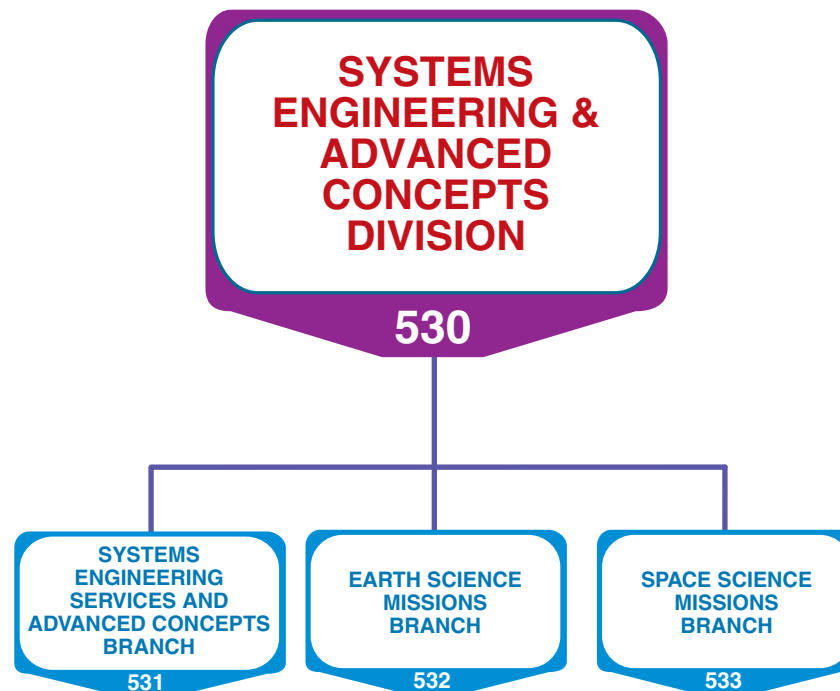 SYSTEMS
ENGINEERING &
ADVANCED
CONCEPTS
DIVISION
530
SYSTEMS
ENGINEERING
SERVICES AND
ADVANCED CONCEPTS
BRANCH
531
EARTH SCIENCE
MISSIONS
BRANCH
532
SPACE SCIENCE
MISSIONS
BRANCH
533